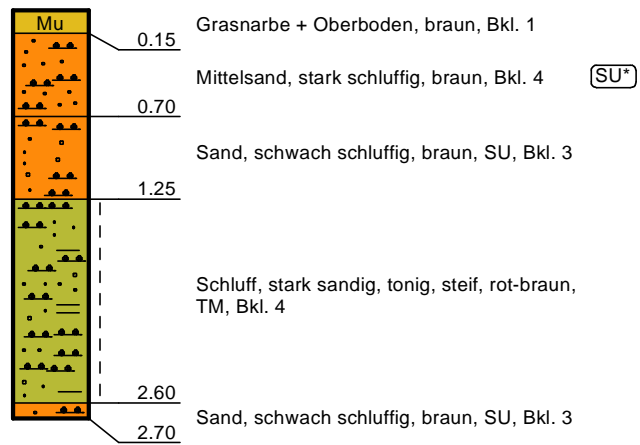 Mu
Grasnarbe + Oberboden, braun, Bkl. 1
0.15
Mittelsand, stark schluffig, braun, Bkl. 4 SU*
0.70
Sand, schwach schluffig, braun, SU, Bkl. 3
1.25
Schluff, stark sandig, tonig, steif, rot-braun,
TM, Bkl. 4
2.60
Sand, schwach schluffig, braun, SU, Bkl. 3
2.70